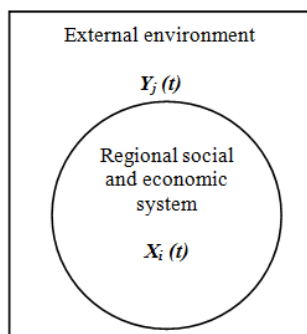 External environment
Yj (t)
Regional social
and economic
system
Xi (t)